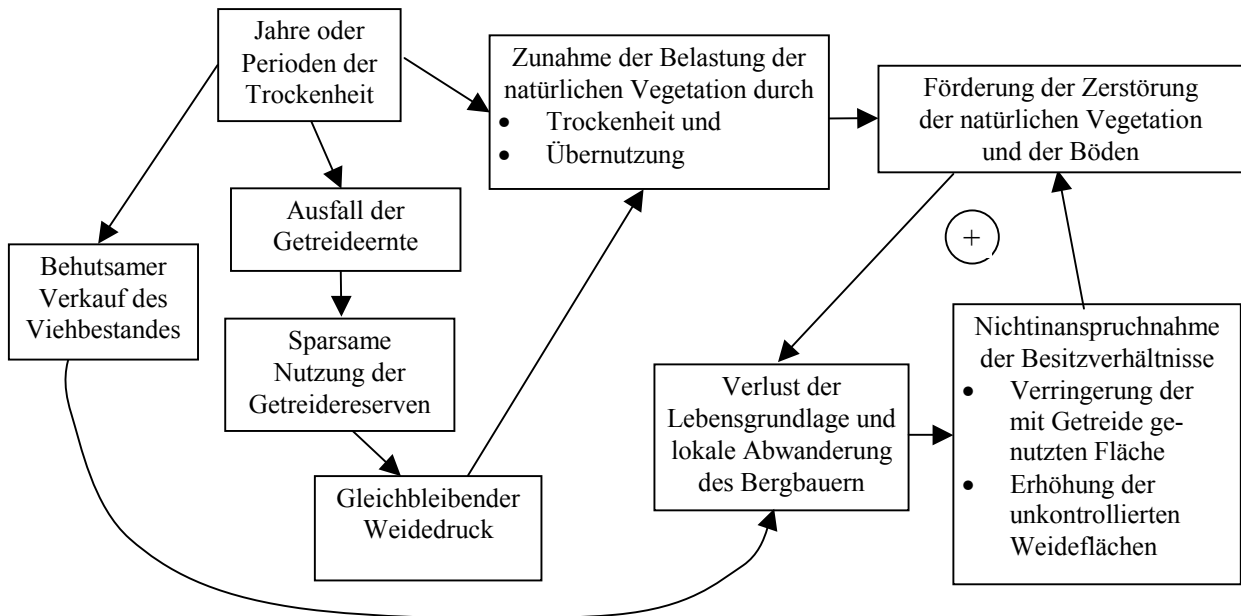 Jahre oder
Perioden der
Trockenheit
Zunahme der Belastung der
natürlichen Vegetation durch
• Trockenheit und
• Übernutzung
Förderung der Zerstörung
der natürlichen Vegetation
und der Böden
Ausfall der
Getreideernte
Behutsamer
Verkauf des
Viehbestandes
Sparsame
Nutzung der
Getreidereserven
Gleichbleibender
Weidedruck
+
Verlust der
Lebensgrundlage und
lokale Abwanderung
des Bergbauern
Nichtinanspruchnahme
der Besitzverhältnisse
• Verringerung der
mit Getreide ge-
nutzten Fläche
• Erhöhung der
unkontrollierten
Weideflächen